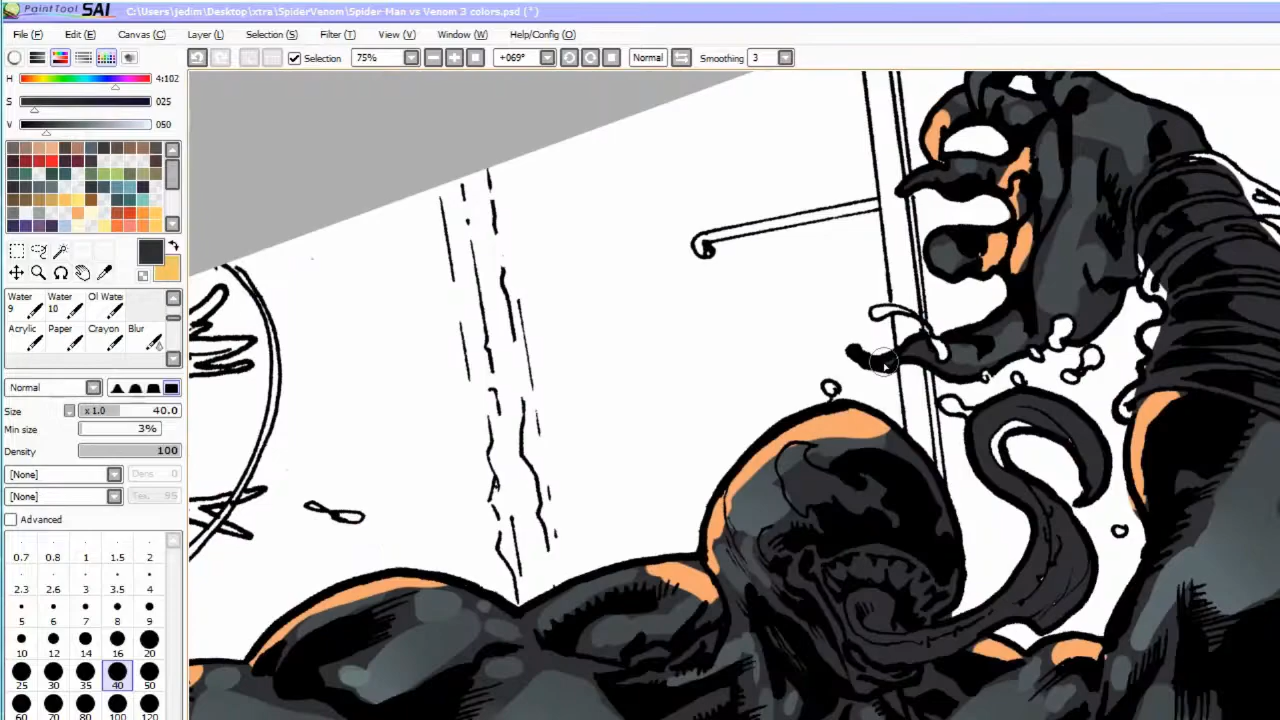 PaintTool SAI C:\Users\jedim\Desktop\xtra\SpiderVenom\Spider-Man vs Venom 3 colors.psd (*)
File (F) Edit (E) Canvas (C) Layer (L) Selection (S) Filter (T) View (V) Window (W) Help/Config (O)
Selection 75% +069° Normal Smoothing 3
H 4:102
S 025
V 050
Water 9 Water 10 Ol Wate
Acrylic Paper Crayon Blur
Normal
Size x 1.0 40.0
Min size 3%
Density 100
[None] Dens 0
[None] Tex. 95
Advanced
0.7 0.8 1 1.5 2
2.3 2.6 3 3.5 4
5 6 7 8 9
10 12 14 16 20
25 30 35 40 50
60 70 80 100 120